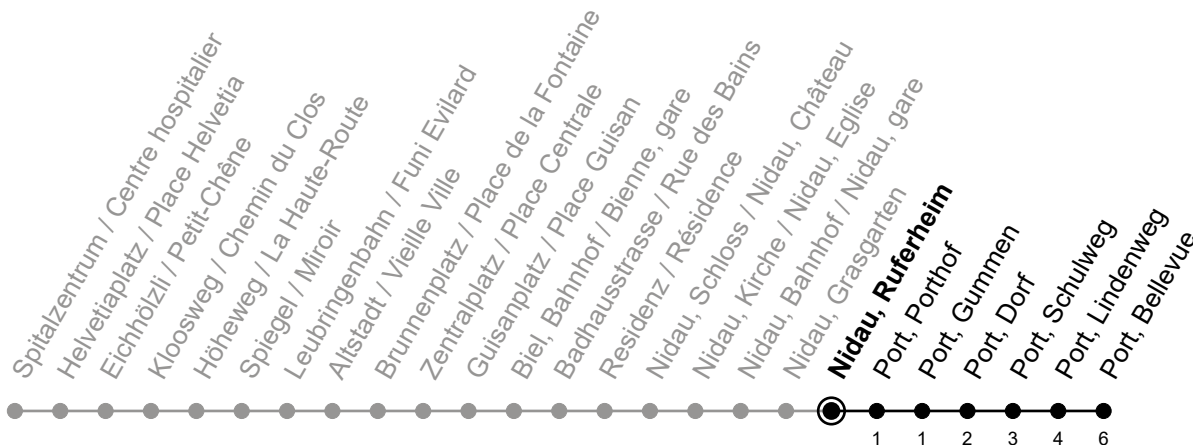 Spitalzentrum / Centre hospitalier
Helvetiaplatz / Place Helvetia
Eichhölzli / Petit-Chêne
Kloosweg / Chemin du Clos
Höheweg / La Haute-Route
Spiegel / Miroir
Leubringenbahn / Funi Evilard
Altstadt / Vieille Ville
Brunnenplatz / Place de la Fontaine
Zentralplatz / Place Centrale
Guisanplatz / Place Guisan
Biel, Bahnhof / Bienne, gare
Badhausstrasse / Rue des Bains
Residenz / Résidence
Nidau, Schloss / Nidau, Château
Nidau, Kirche / Nidau, Eglise
Nidau, Bahnhof / Nidau, gare
Nidau, Grasgarten
Nidau, Ruferheim
Port, Porthof
Port, Gummen
Port, Dorf
Port, Schulweg
Port, Lindenweg
Port, Bellevue
1 1 2 3 4 6